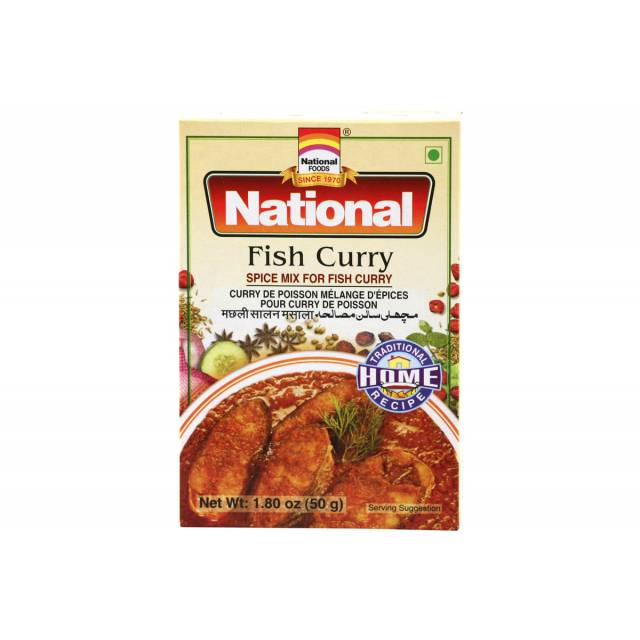 National
FOODS
®
SINCE 1970
National
Fish Curry
SPICE MIX FOR FISH CURRY
CURRY DE POISSON MÉLANGE D'ÉPICES
POUR CURRY DE POISSON
मछली सालन मसाला مچھلی سالن مصالحہ
TRADITIONAL
HOME
RECIPE
Net Wt: 1.80 oz (50 g)
Serving Suggestion